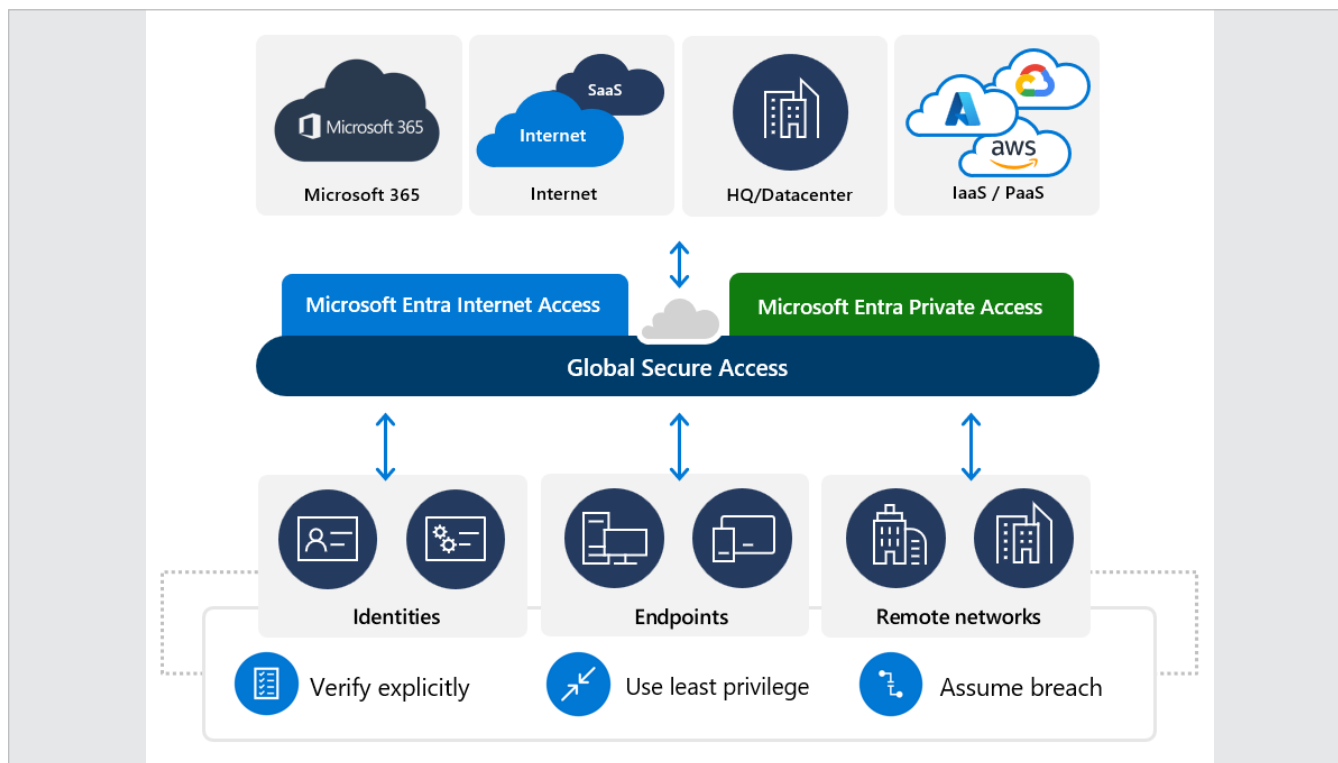 Microsoft 365
SaaS
Internet
aws
Microsoft 365
Internet
HQ/Datacenter
IaaS / PaaS
Microsoft Entra Internet Access
Microsoft Entra Private Access
Global Secure Access
Identities
Endpoints
Remote networks
Verify explicitly
Use least privilege
Assume breach